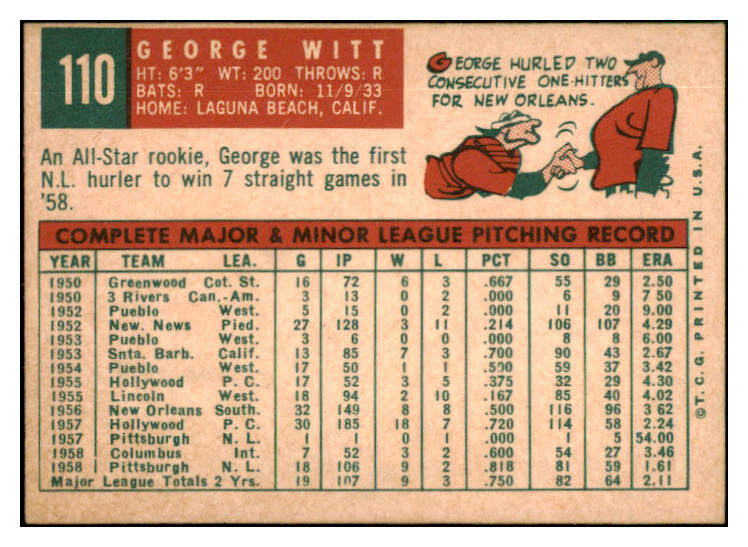 110
GEORGE WITT
HT: 6'3" WT: 200 THROWS: R
BATS: R BORN: 11/9/33
HOME: LAGUNA BEACH, CALIF.
GEORGE HURLED TWO
CONSECUTIVE ONE-HITTERS
FOR NEW ORLEANS.
An All-Star rookie, George was the first
N.L. hurler to win 7 straight games in
'58.
COMPLETE MAJOR & MINOR LEAGUE PITCHING RECORD
YEAR TEAM LEA. G IP W L PCT SO BB ERA
1950 Greenwood Cot. St. 16 72 6 3 .667 55 29 2.50
1950 3 Rivers Can.-Am. 3 13 0 2 .000 6 9 7 50
1952 Pueblo West. 5 15 0 2 .000 11 20 9.00
1952 New. News Pied. 27 128 3 11 .214 106 107 4.29
1953 Pueblo West. 3 6 0 0 .000 8 8 6.00
1953 Snta. Barb. Calif. 13 85 7 3 .700 90 43 2.67
1954 Pueblo West. 17 50 1 1 .500 59 37 3.42
1955 Hollywood P. C. 17 52 3 5 .375 32 29 4.30
1955 Lincoln West. 18 94 2 10 .167 85 40 4.02
1956 New Orleans South. 32 149 8 8 .500 116 96 3 62
1957 Hollywood P. C. 30 185 18 7 .720 114 58 2.24
1957 Pittsburgh N. L. 1 1 0 1 .000 1 5 54.00
1958 Columbus Int. 7 52 3 2 .600 54 27 3.46
1958 Pittsburgh N. L. 18 106 9 2 .818 81 59 1.61
Major League Totals 2 Yrs. 19 107 9 3 .750 82 64 2.11
©T.C.G. PRINTED IN U.S.A.